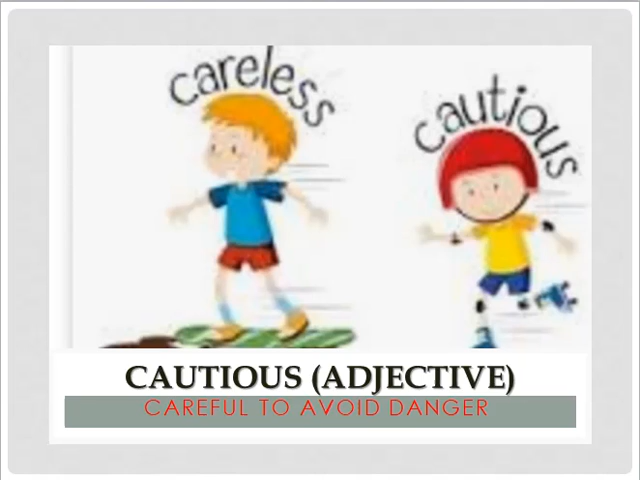 careless
cautious
CAUTIOUS (ADJECTIVE)
CAREFUL TO AVOID DANGER